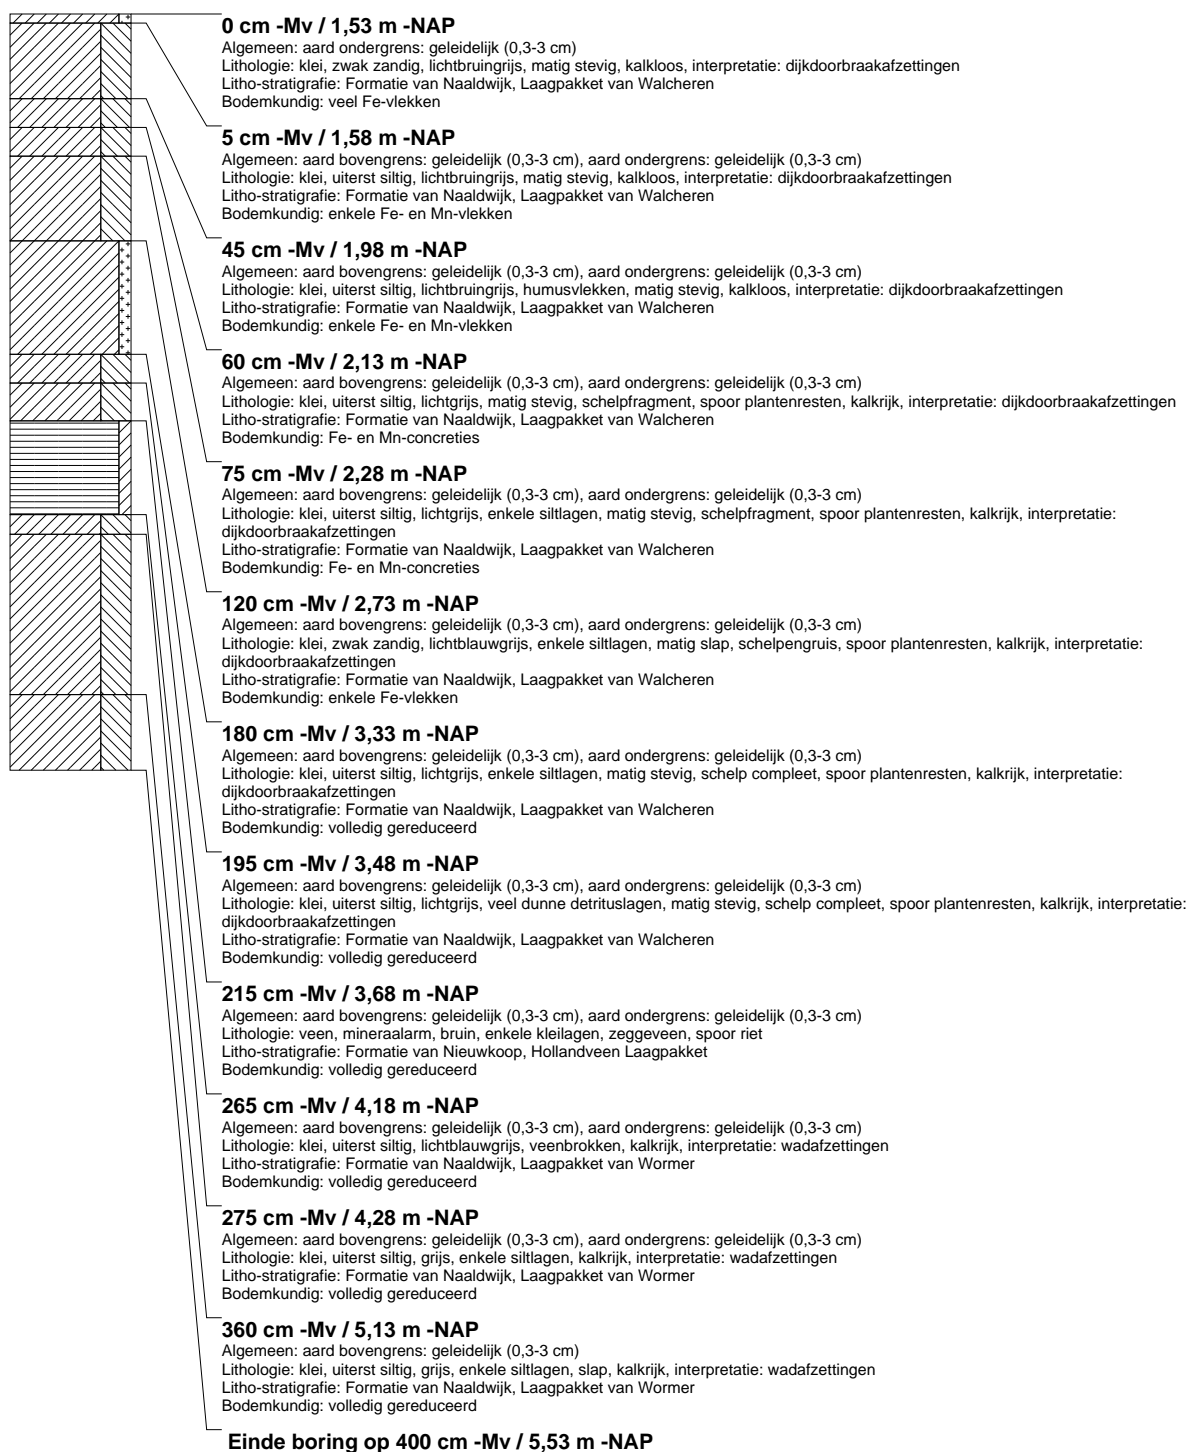 0 cm -Mv / 1,53 m -NAP
Algemeen: aard ondergrens: geleidelijk (0,3-3 cm)
Lithologie: klei, zwak zandig, lichtbruingrijs, matig stevig, kalkloos, interpretatie: dijkdoorbraakafzettingen
Litho-stratigrafie: Formatie van Naaldwijk, Laagpakket van Walcheren
Bodemkundig: veel Fe-vlekken
5 cm -Mv / 1,58 m -NAP
Algemeen: aard bovengrens: geleidelijk (0,3-3 cm), aard ondergrens: geleidelijk (0,3-3 cm)
Lithologie: klei, uiterst siltig, lichtbruingrijs, matig stevig, kalkloos, interpretatie: dijkdoorbraakafzettingen
Litho-stratigrafie: Formatie van Naaldwijk, Laagpakket van Walcheren
Bodemkundig: enkele Fe- en Mn-vlekken
45 cm -Mv / 1,98 m -NAP
Algemeen: aard bovengrens: geleidelijk (0,3-3 cm), aard ondergrens: geleidelijk (0,3-3 cm)
Lithologie: klei, uiterst siltig, lichtbruingrijs, humusvlekken, matig stevig, kalkloos, interpretatie: dijkdoorbraakafzettingen
Litho-stratigrafie: Formatie van Naaldwijk, Laagpakket van Walcheren
Bodemkundig: enkele Fe- en Mn-vlekken
60 cm -Mv / 2,13 m -NAP
Algemeen: aard bovengrens: geleidelijk (0,3-3 cm), aard ondergrens: geleidelijk (0,3-3 cm)
Lithologie: klei, uiterst siltig, lichtgrijs, matig stevig, schelpfragment, spoor plantenresten, kalkrijk, interpretatie: dijkdoorbraakafzettingen
Litho-stratigrafie: Formatie van Naaldwijk, Laagpakket van Walcheren
Bodemkundig: Fe- en Mn-concreties
75 cm -Mv / 2,28 m -NAP
Algemeen: aard bovengrens: geleidelijk (0,3-3 cm), aard ondergrens: geleidelijk (0,3-3 cm)
Lithologie: klei, uiterst siltig, lichtgrijs, enkele siltlagen, matig stevig, schelpfragment, spoor plantenresten, kalkrijk, interpretatie:
dijkdoorbraakafzettingen
Litho-stratigrafie: Formatie van Naaldwijk, Laagpakket van Walcheren
Bodemkundig: Fe- en Mn-concreties
120 cm -Mv / 2,73 m -NAP
Algemeen: aard bovengrens: geleidelijk (0,3-3 cm), aard ondergrens: geleidelijk (0,3-3 cm)
Lithologie: klei, zwak zandig, lichtblauwgrijs, enkele siltlagen, matig slap, schelpengruis, spoor plantenresten, kalkrijk, interpretatie:
dijkdoorbraakafzettingen
Litho-stratigrafie: Formatie van Naaldwijk, Laagpakket van Walcheren
Bodemkundig: enkele Fe-vlekken
180 cm -Mv / 3,33 m -NAP
Algemeen: aard bovengrens: geleidelijk (0,3-3 cm), aard ondergrens: geleidelijk (0,3-3 cm)
Lithologie: klei, uiterst siltig, lichtgrijs, enkele siltlagen, matig stevig, schelp compleet, spoor plantenresten, kalkrijk, interpretatie:
dijkdoorbraakafzettingen
Litho-stratigrafie: Formatie van Naaldwijk, Laagpakket van Walcheren
Bodemkundig: volledig gereduceerd
195 cm -Mv / 3,48 m -NAP
Algemeen: aard bovengrens: geleidelijk (0,3-3 cm), aard ondergrens: geleidelijk (0,3-3 cm)
Lithologie: klei, uiterst siltig, lichtgrijs, veel dunne detrituslagen, matig stevig, schelp compleet, spoor plantenresten, kalkrijk, interpretatie:
dijkdoorbraakafzettingen
Litho-stratigrafie: Formatie van Naaldwijk, Laagpakket van Walcheren
Bodemkundig: volledig gereduceerd
215 cm -Mv / 3,68 m -NAP
Algemeen: aard bovengrens: geleidelijk (0,3-3 cm), aard ondergrens: geleidelijk (0,3-3 cm)
Lithologie: veen, mineraalarm, bruin, enkele kleilagen, zeggeveen, spoor riet
Litho-stratigrafie: Formatie van Nieuwkoop, Hollandveen Laagpakket
Bodemkundig: volledig gereduceerd
265 cm -Mv / 4,18 m -NAP
Algemeen: aard bovengrens: geleidelijk (0,3-3 cm), aard ondergrens: geleidelijk (0,3-3 cm)
Lithologie: klei, uiterst siltig, lichtblauwgrijs, veenbrokken, kalkrijk, interpretatie: wadafzettingen
Litho-stratigrafie: Formatie van Naaldwijk, Laagpakket van Wormer
Bodemkundig: volledig gereduceerd
275 cm -Mv / 4,28 m -NAP
Algemeen: aard bovengrens: geleidelijk (0,3-3 cm), aard ondergrens: geleidelijk (0,3-3 cm)
Lithologie: klei, uiterst siltig, grijs, enkele siltlagen, kalkrijk, interpretatie: wadafzettingen
Litho-stratigrafie: Formatie van Naaldwijk, Laagpakket van Wormer
Bodemkundig: volledig gereduceerd
360 cm -Mv / 5,13 m -NAP
Algemeen: aard bovengrens: geleidelijk (0,3-3 cm)
Lithologie: klei, uiterst siltig, grijs, enkele siltlagen, slap, kalkrijk, interpretatie: wadafzettingen
Litho-stratigrafie: Formatie van Naaldwijk, Laagpakket van Wormer
Bodemkundig: volledig gereduceerd
Einde boring op 400 cm -Mv / 5,53 m -NAP